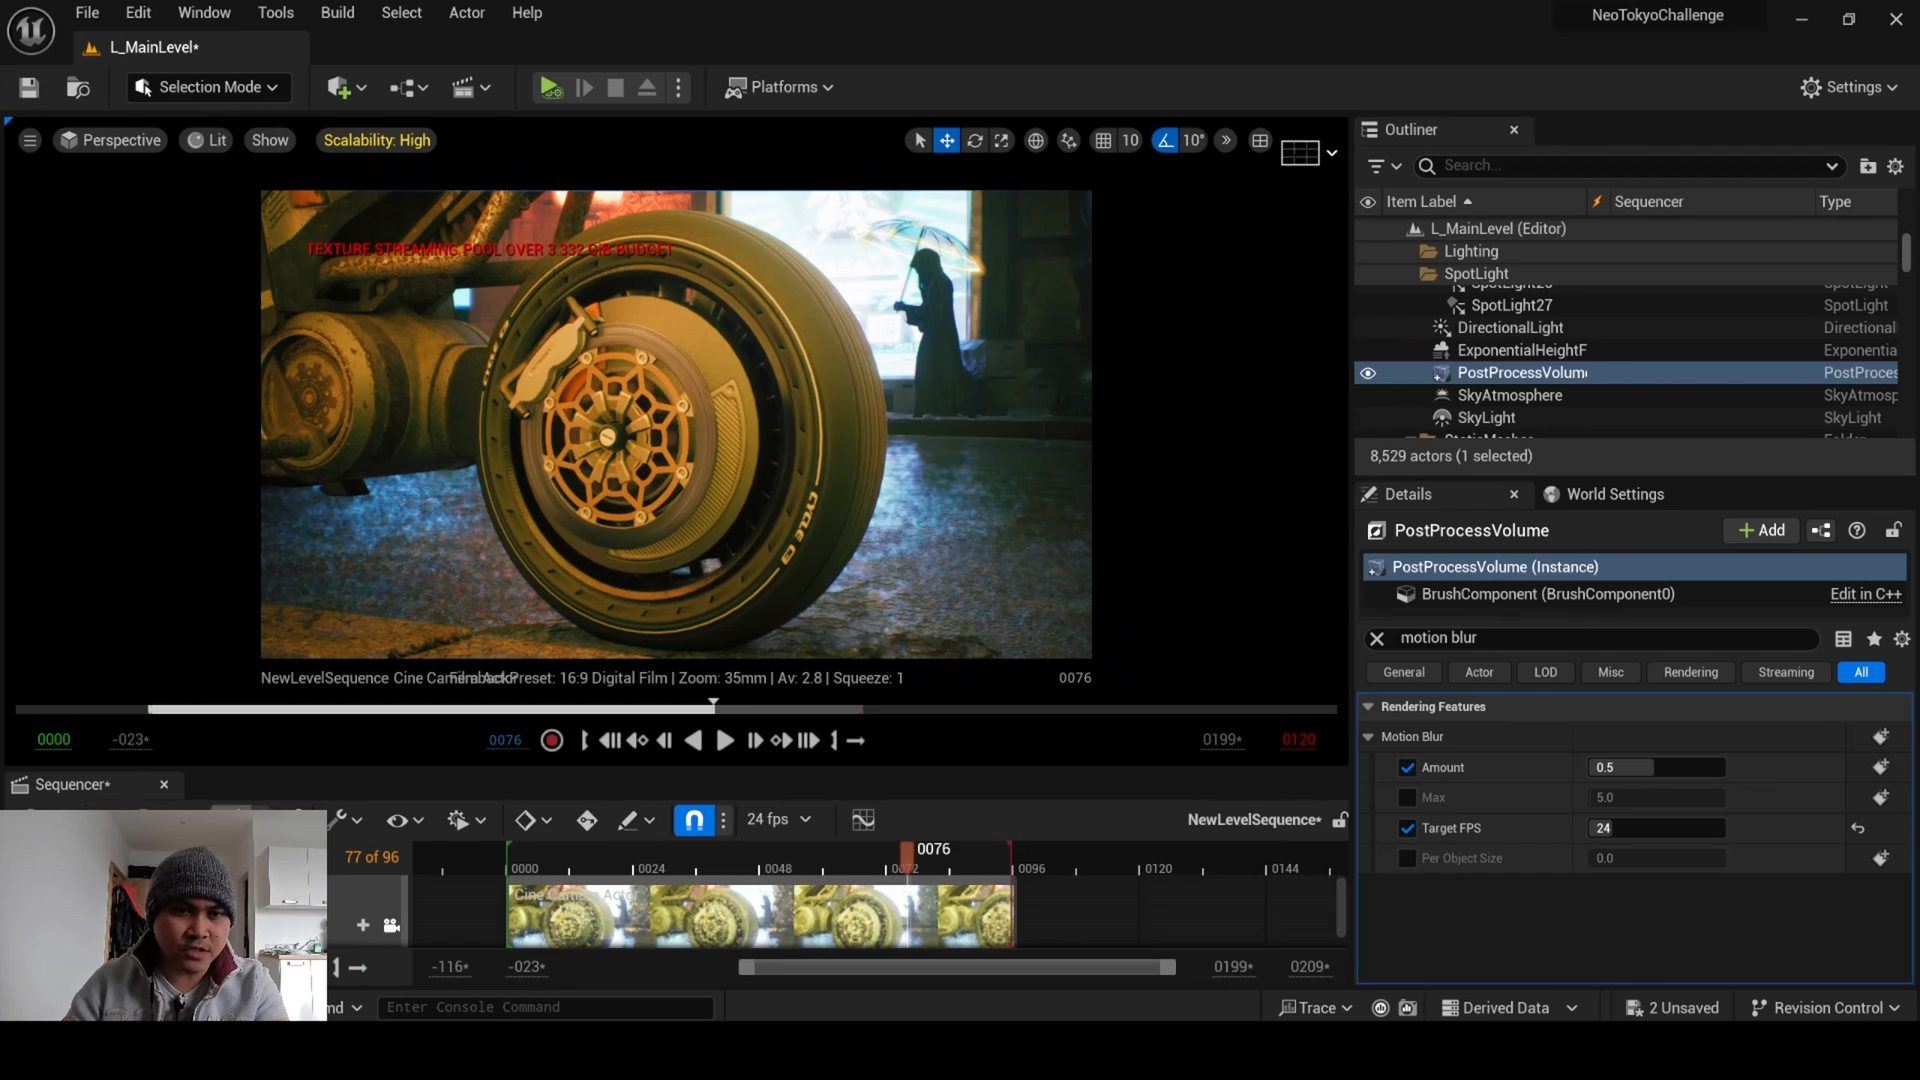 File Edit Window Tools Build Select Actor Help
NeoTokyoChallenge
L_MainLevel*
Selection Mode
Platforms
Settings
Perspective
Lit
Show
Scalability: High
10
10°
TEXTURE STREAMING POOL OVER 3.332 GiB BUDGET
CYCLE G
NewLevelSequence Cine Camera Actor
Filmback Preset: 16:9 Digital Film | Zoom: 35mm | Av: 2.8 | Squeeze: 1
0076
0000
-023*
0076
0199*
0120
Outliner
Search...
Item Label
Sequencer
Type
L_MainLevel (Editor)
Lighting
SpotLight
SpotLight27 SpotLight
DirectionalLight Directional
ExponentialHeightF Exponentia
PostProcessVolum PostProces
SkyAtmosphere SkyAtmosp
SkyLight SkyLight
8,529 actors (1 selected)
Details
World Settings
PostProcessVolume
Add
PostProcessVolume (Instance)
BrushComponent (BrushComponent0)
Edit in C++
motion blur
General Actor LOD Misc Rendering Streaming All
Rendering Features
Motion Blur
Amount 0.5
Max 5.0
Target FPS 24
Per Object Size 0.0
Sequencer*
24 fps
NewLevelSequence*
77 of 96
0076
0000 0024 0048 0072 0096 0120 0144
Cine Camera Acto
-116* -023* 0199* 0209*
Enter Console Command
Trace
Derived Data
2 Unsaved
Revision Control